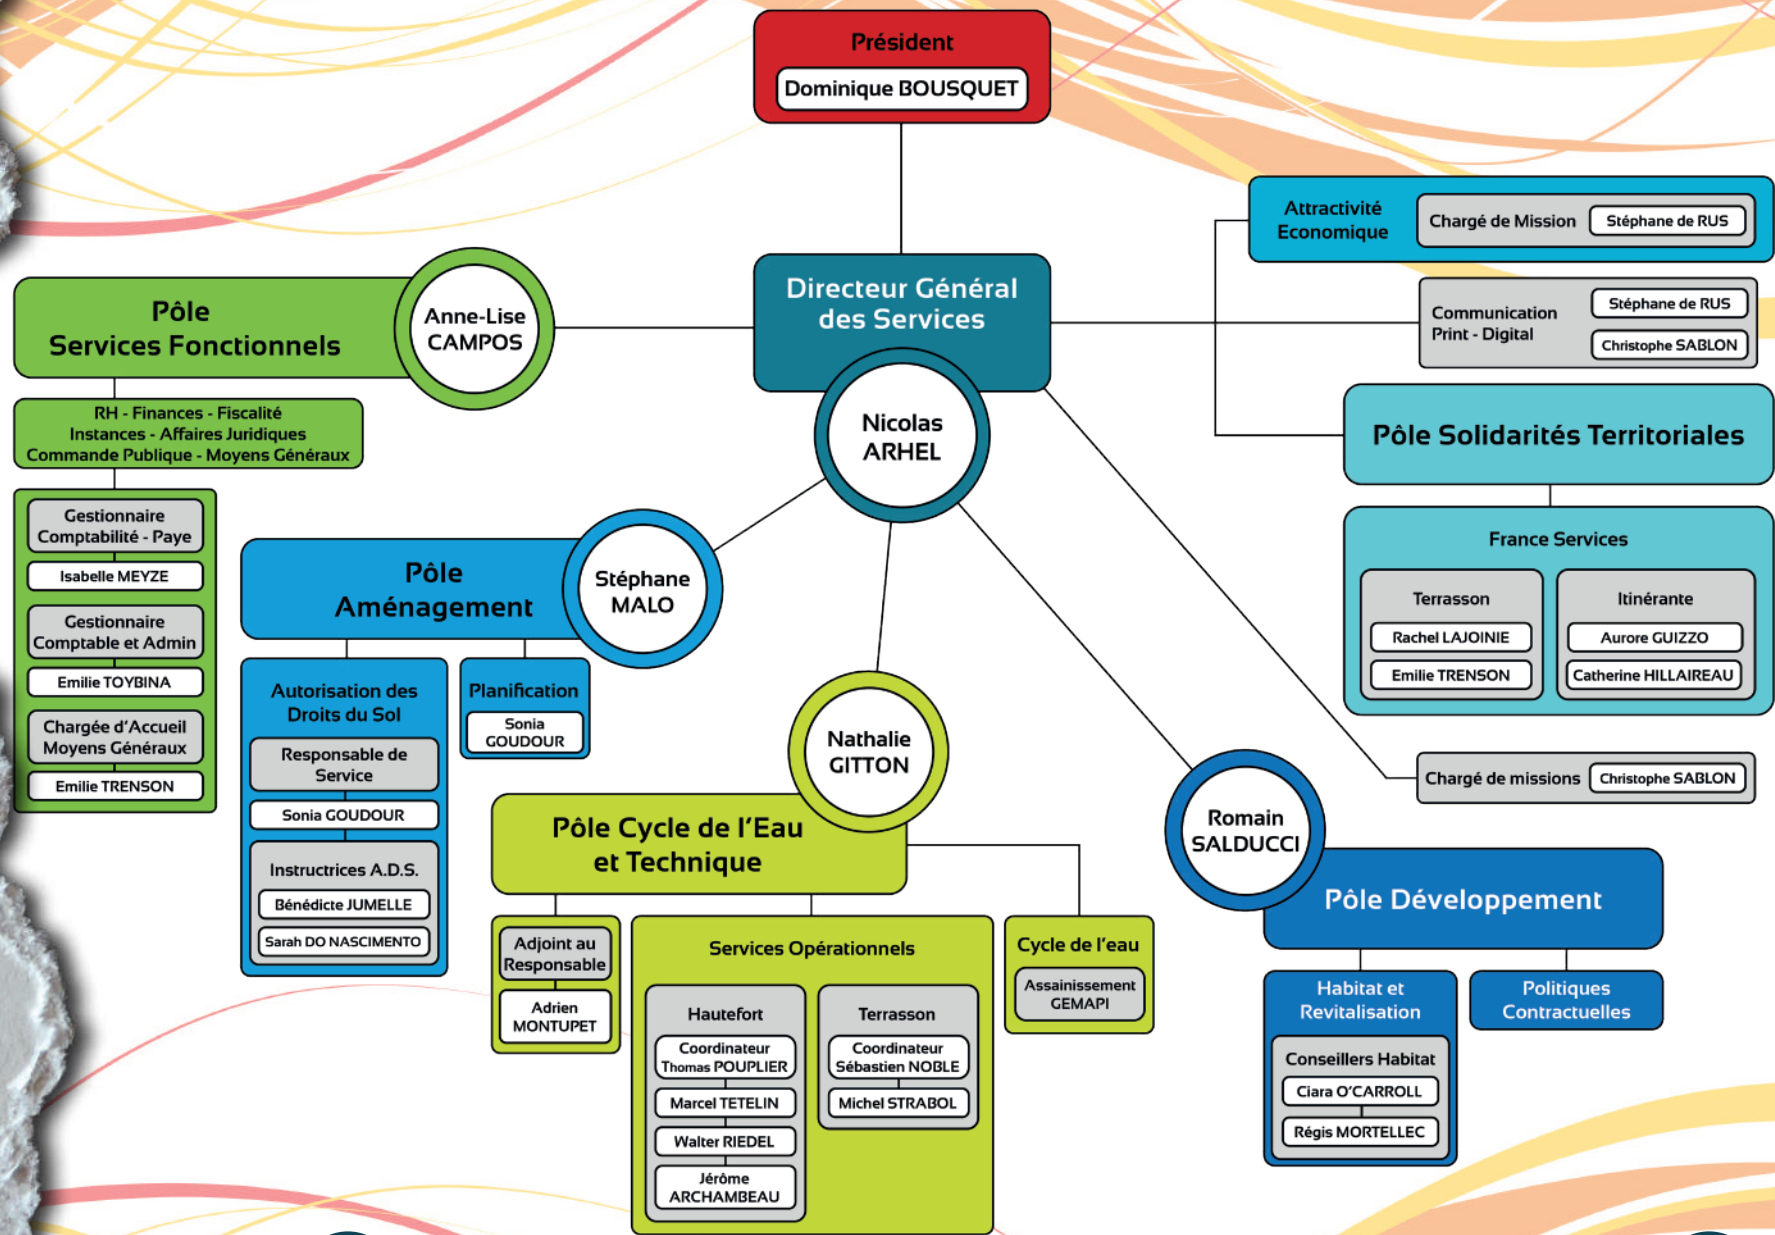 Président
Dominique BOUSQUET
Directeur Général
des Services
Nicolas
ARHEL
Attractivité
Economique
Chargé de Mission
Stéphane de RUS
Communication
Print - Digital
Stéphane de RUS
Christophe SABLON
Pôle Solidarités Territoriales
France Services
Terrasson
Rachel LAJOINIE
Emilie TRENSON
Itinérante
Aurore GUIZZO
Catherine HILLAIREAU
Chargé de missions
Christophe SABLON
Pôle
Services Fonctionnels
Anne-Lise
CAMPOS
RH - Finances - Fiscalité
Instances - Affaires Juridiques
Commande Publique - Moyens Généraux
Gestionnaire
Comptabilité - Paye
Isabelle MEYZE
Gestionnaire
Comptable et Admin
Emilie TOYBINA
Chargée d'Accueil
Moyens Généraux
Emilie TRENSON
Pôle
Aménagement
Stéphane
MALO
Autorisation des
Droits du Sol
Responsable de
Service
Sonia GOUDOUR
Instructrices A.D.S.
Bénédicte JUMELLE
Sarah DO NASCIMENTO
Planification
Sonia
GOUDOUR
Nathalie
GITTON
Pôle Cycle de l'Eau
et Technique
Adjoint au
Responsable
Adrien
MONTUPET
Services Opérationnels
Hautefort
Coordinateur
Thomas POUPLIER
Marcel TETELIN
Walter RIEDEL
Jérôme
ARCHAMBEAU
Terrasson
Coordinateur
Sébastien NOBLE
Michel STRABOL
Cycle de l'eau
Assainissement
GEMAPI
Romain
SALDUCCI
Pôle Développement
Habitat et
Revitalisation
Conseillers Habitat
Ciara O'CARROLL
Régis MORTELLEC
Politiques
Contractuelles